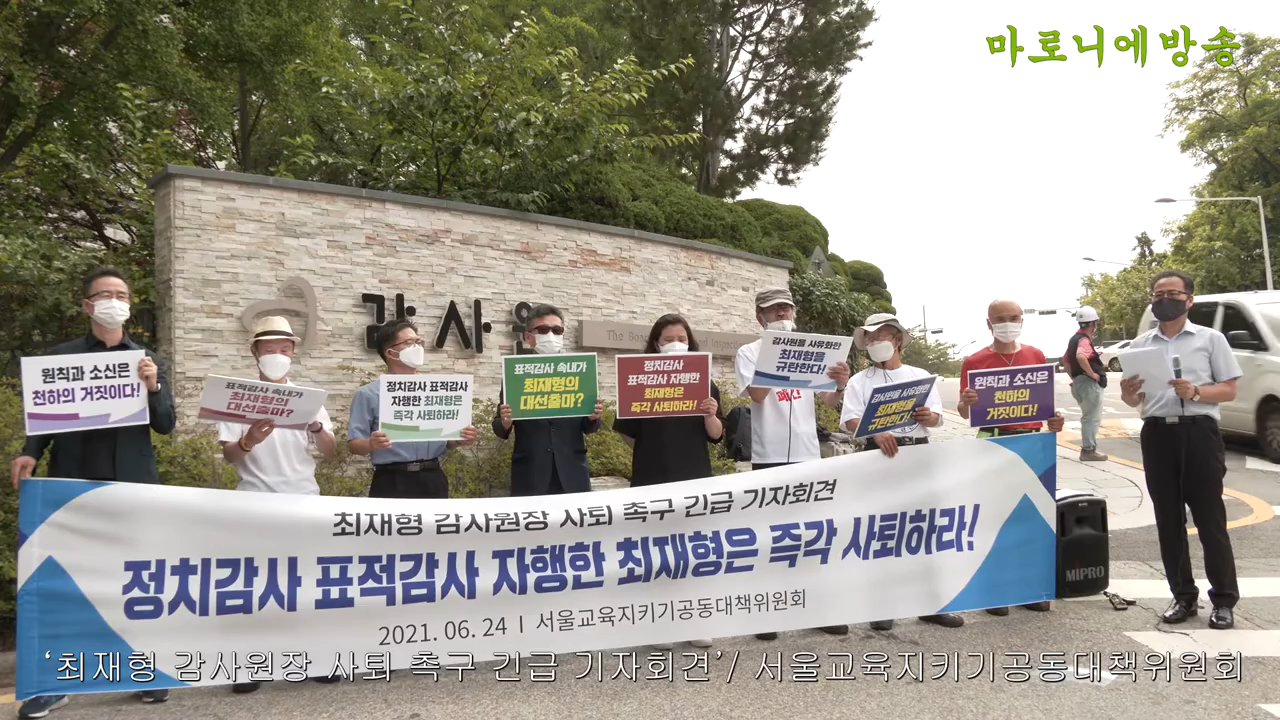 마로니에방송
감사원
원칙과 소신은
천하의 거짓이다!
표적감사 속내가
최재형의
대선출마?
정치감사 표적감사
자행한 최재형은
즉각 사퇴하라!
표적감사 속내가
최재형의
대선출마?
정치감사
표적감사 자행한
최재형은
즉각 사퇴하라!
감사원을 사유화한
최재형을
규탄한다!
감사원을 사유화한
최재형을
규탄한다!
원칙과 소신은
천하의
거짓이다!
최재형 감사원장 사퇴 촉구 긴급 기자회견
정치감사 표적감사 자행한 최재형은 즉각 사퇴하라!
2021. 06. 24 I 서울교육지키기공동대책위원회
MIPRO
‘최재형 감사원장 사퇴 촉구 긴급 기자회견’/ 서울교육지키기공동대책위원회